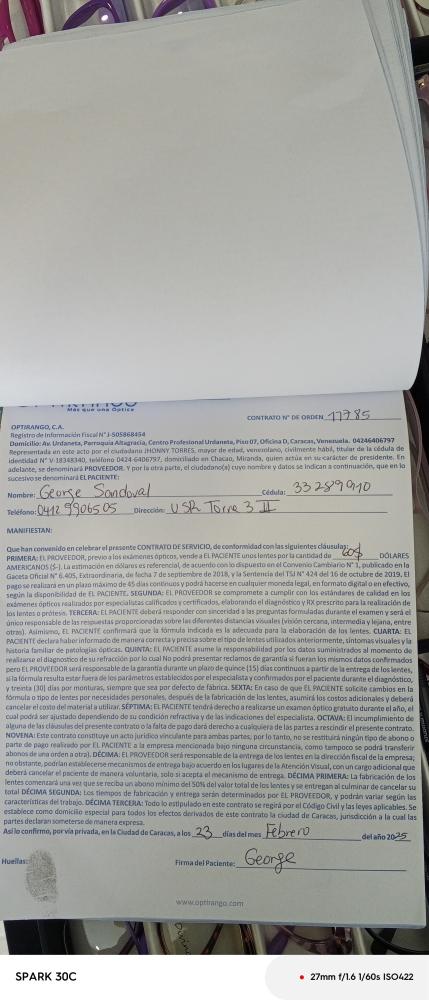 Más que una Óptica
CONTRATO N° DE ORDEN 17785
OPTIRANGO, C.A.
Registro de Información Fiscal N° J-505868454
Domicilio: Av. Urdaneta, Parroquia Altagracia, Centro Profesional Urdaneta, Piso 07, Oficina D, Caracas, Venezuela. 04246406797
Representada en este acto por el ciudadano JHONNY TORRES, mayor de edad, venezolano, civilmente hábil, titular de la cédula de
identidad N° V-18348340, teléfono 0424-6406797, domiciliado en Chacao, Miranda, quien actúa en su carácter de presidente. En
adelante, se denominará PROVEEDOR. Y por la parte, el ciudadano(a) cuyo nombre y datos se indican a continuación, que en lo
sucesivo se denominará EL PACIENTE:
Nombre: George Sandoval Cédula: 33289910
Teléfono: 0412 9906505 Dirección: USR Torre 3 II
MANIFIESTAN:
Que han convenido en celebrar el presente CONTRATO DE SERVICIO, de conformidad con las siguientes cláusulas:
PRIMERA: EL PROVEEDOR, previo a los exámenes ópticos, vende a EL PACIENTE unos lentes por la cantidad de 60$ DÓLARES
AMERICANOS ($-). La estimación en dólares es referencial, de acuerdo con lo dispuesto en el Convenio Cambiario N° 1, publicado en la
Gaceta Oficial N° 6.405, Extraordinaria, de fecha 7 de septiembre de 2018, y la Sentencia del TSJ N° 424 del 16 de octubre de 2019. El
pago se realizará en un plazo máximo de 45 días continuos y podrá hacerse en cualquier moneda legal, en formato digital o en efectivo,
según la disponibilidad de EL PACIENTE. SEGUNDA: EL PROVEEDOR se compromete a cumplir con los estándares de calidad en los
exámenes ópticos realizados por especialistas calificados y certificados, elaborando el diagnóstico y RX prescrito para la realización de
los lentes o prótesis. TERCERA: EL PACIENTE deberá responder con sinceridad a las preguntas formuladas durante el examen y será el
único responsable de las respuestas proporcionadas sobre las diferentes distancias visuales (visión cercana, intermedia y lejana, entre
otras). Asimismo, EL PACIENTE confirmará que la fórmula indicada es la adecuada para la elaboración de los lentes. CUARTA: EL
PACIENTE declara haber informado de manera correcta y precisa sobre el tipo de lentes utilizados anteriormente, síntomas visuales y la
historia familiar de patologías ópticas. QUINTA: EL PACIENTE asume la responsabilidad por los datos suministrados al momento de
realizarse el diagnostico de su refracción por lo cual No podrá presentar reclamos de garantía si fueran los mismos datos confirmados
pero EL PROVEEDOR será responsable de la garantía durante un plazo de quince (15) días continuos a partir de la entrega de los lentes,
si la fórmula resulta estar fuera de los parámetros establecidos por el especialista y confirmados por el paciente durante el diagnóstico,
y treinta (30) días por monturas, siempre que sea por defecto de fábrica. SEXTA: En caso de que EL PACIENTE solicite cambios en la
fórmula o tipo de lentes por necesidades personales, después de la fabricación de los lentes, asumirá los costos adicionales y deberá
cancelar el costo del material a utilizar. SÉPTIMA: EL PACIENTE tendrá derecho a realizarse un examen óptico gratuito durante el año, el
cual podrá ser ajustado dependiendo de su condición refractiva y de las indicaciones del especialista. OCTAVA: El incumplimiento de
alguna de las cláusulas del presente contrato o la falta de pago dará derecho a cualquiera de las partes a rescindir el presente contrato.
NOVENA: Este contrato constituye un acto jurídico vinculante para ambas partes; por lo tanto, no se restituirá ningún tipo de abono o
parte de pago realizado por EL PACIENTE a la empresa mencionada bajo ninguna circunstancia, como tampoco se podrá transferir
abonos de una orden a otra). DÉCIMA: EL PROVEEDOR será responsable de la entrega de los lentes en la dirección fiscal de la empresa;
no obstante, podrían establecerse mecanismos de entrega bajo acuerdo en los lugares de la Atención Visual, con un cargo adicional que
deberá cancelar el paciente de manera voluntaria, solo si acepta el mecanismo de entrega. DÉCIMA PRIMERA: La fabricación de los
lentes comenzará una vez que se reciba un abono mínimo del 50% del valor total de los lentes y se entregan al culminar de cancelar su
total DÉCIMA SEGUNDA: Los tiempos de fabricación y entrega serán determinados por EL PROVEEDOR, y podrán variar según las
características del trabajo. DÉCIMA TERCERA: Todo lo estipulado en este contrato se regirá por el Código Civil y las leyes aplicables. Se
establece como domicilio especial para todos los efectos derivados de este contrato la ciudad de Caracas, jurisdicción a la cual las
partes declaran someterse de manera expresa.
Así lo confirmo, por vía privada, en la Ciudad de Caracas, a los 23 días del mes Febrero del año 2025
Huellas: Firma del Paciente: George
www.optirango.com
SPARK 30C
27mm f/1.6 1/60s ISO422